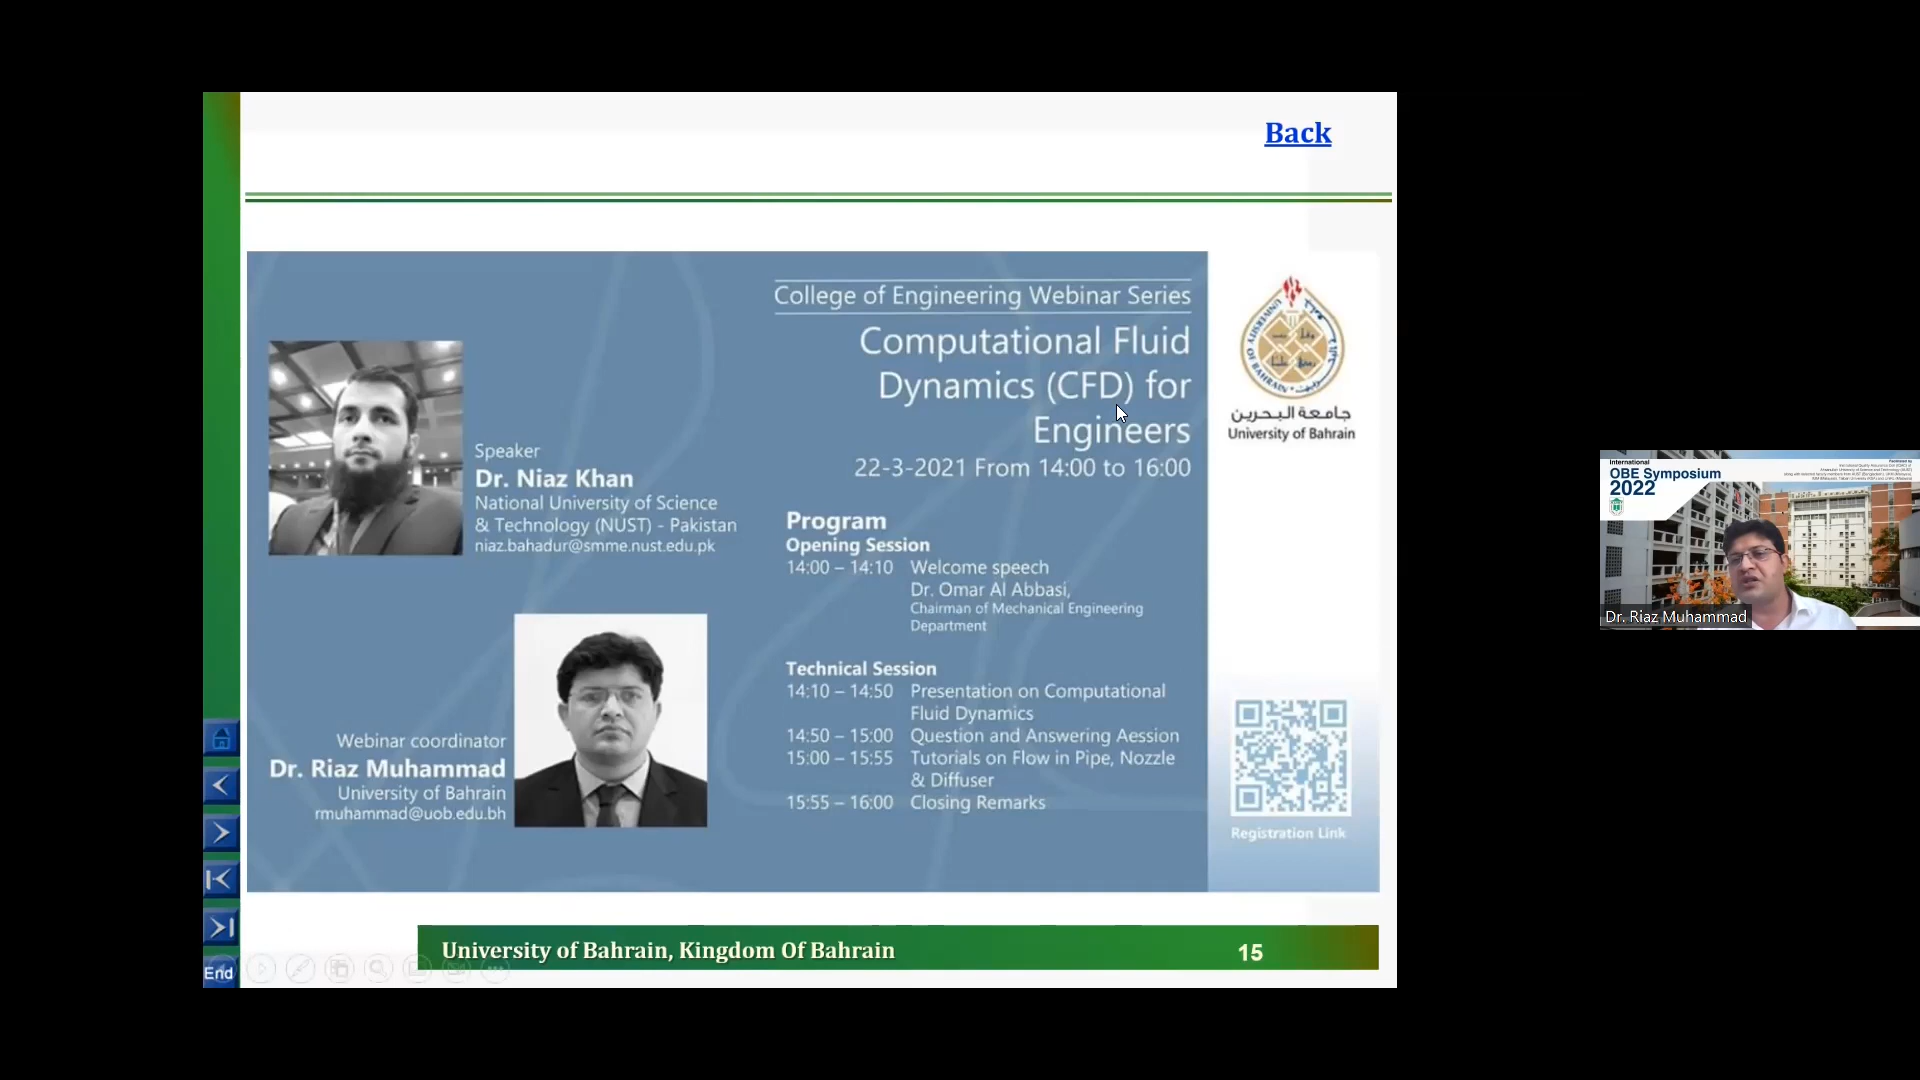 Back
College of Engineering Webinar Series
Computational Fluid
Dynamics (CFD) for
Engineers
22-3-2021 From 14:00 to 16:00
Speaker
Dr. Niaz Khan
National University of Science
& Technology (NUST) - Pakistan
niaz.bahadur@smme.nust.edu.pk
Webinar coordinator
Dr. Riaz Muhammad
University of Bahrain
rmuhammad@uob.edu.bh
Program
Opening Session
14:00 – 14:10 Welcome speech
Dr. Omar Al Abbasi,
Chairman of Mechanical Engineering
Department
Technical Session
14:10 – 14:50 Presentation on Computational
Fluid Dynamics
14:50 – 15:00 Question and Answering Aession
15:00 – 15:55 Tutorials on Flow in Pipe, Nozzle
& Diffuser
15:55 – 16:00 Closing Remarks
UNIVERSITY OF BAHRAIN
جامعة البحرين
University of Bahrain
Registration Link
End
University of Bahrain, Kingdom Of Bahrain
15
International
OBE Symposium
2022
Dr. Riaz Muhammad